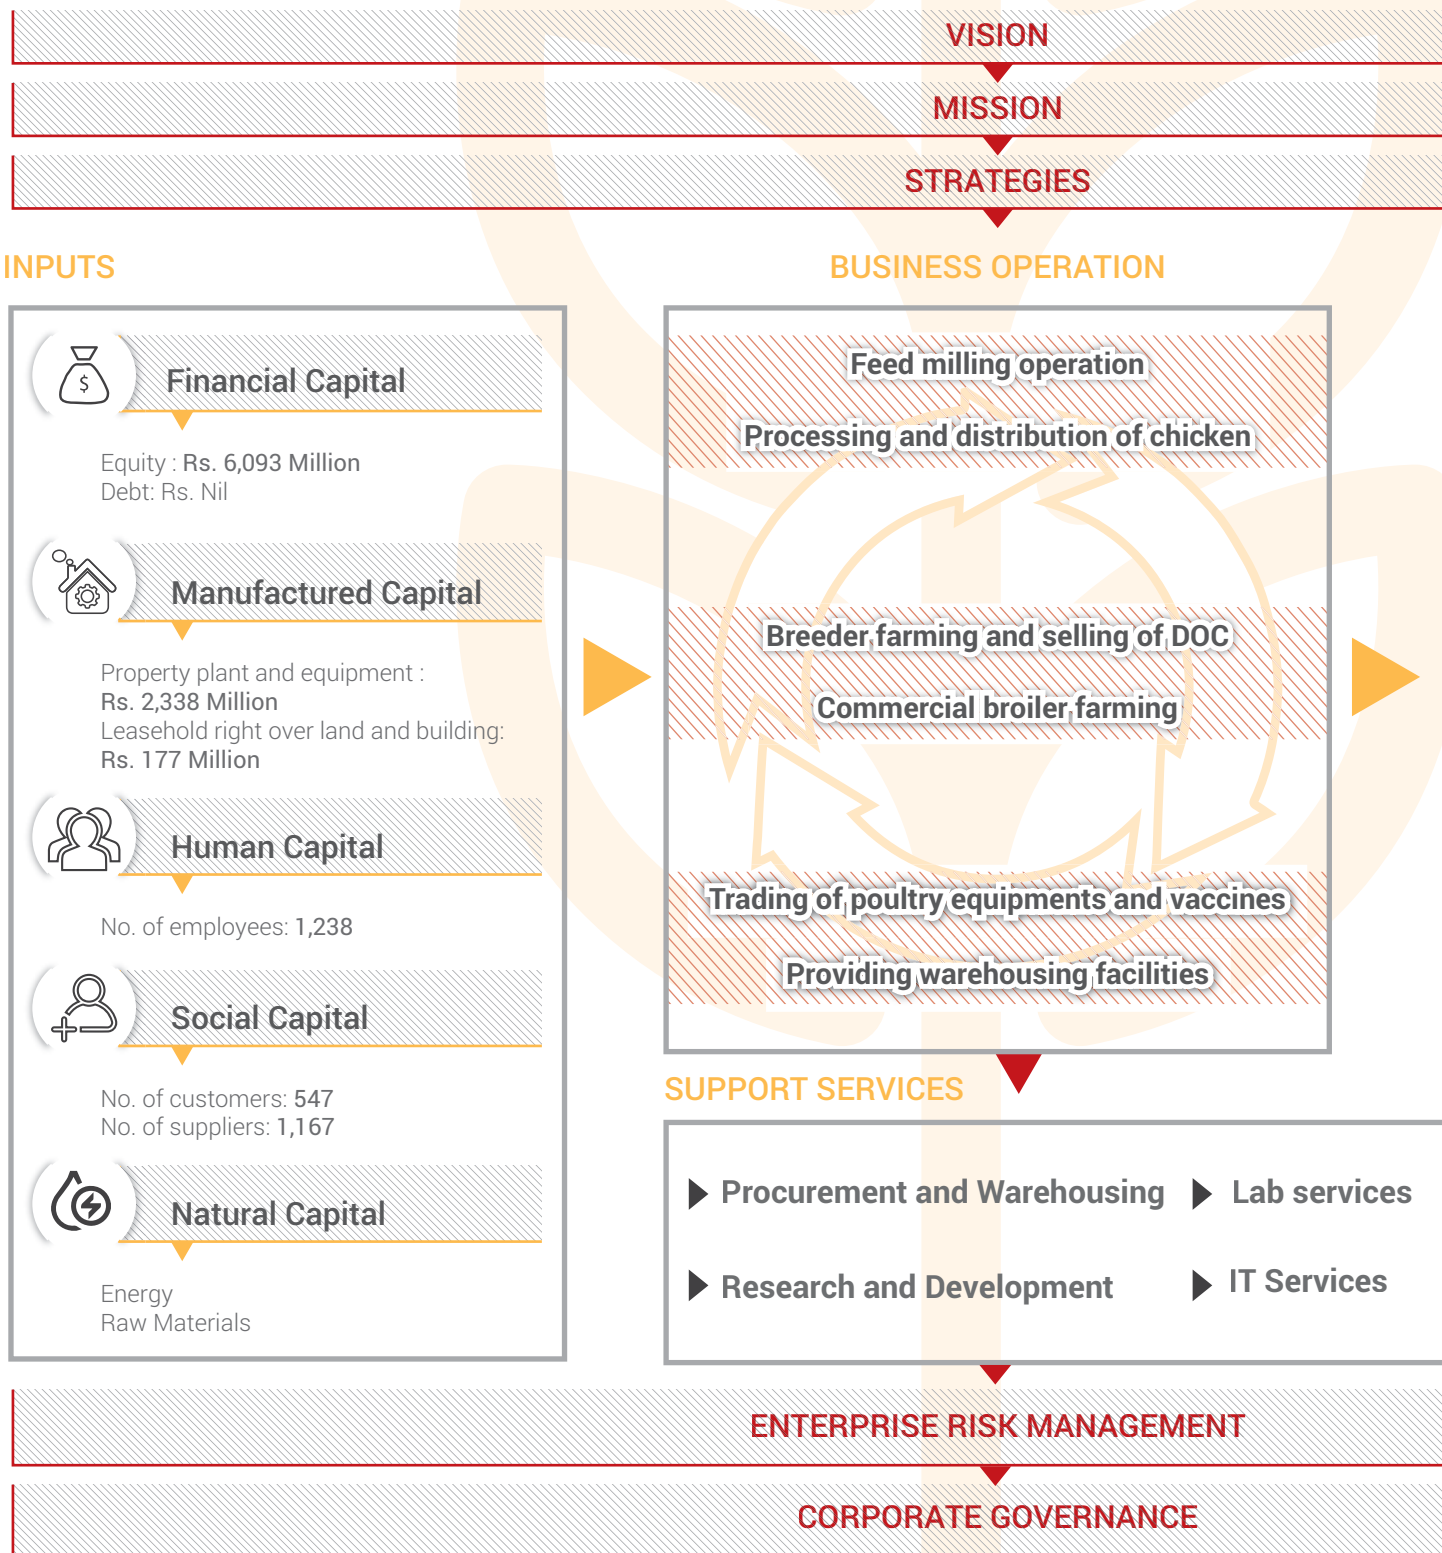 VISION
MISSION
STRATEGIES
INPUTS
$
Financial Capital
Equity : Rs. 6,093 Million
Debt: Rs. Nil
Manufactured Capital
Property plant and equipment :
Rs. 2,338 Million
Leasehold right over land and building:
Rs. 177 Million
Human Capital
No. of employees: 1,238
Social Capital
No. of customers: 547
No. of suppliers: 1,167
Natural Capital
Energy
Raw Materials
BUSINESS OPERATION
Feed milling operation
Processing and distribution of chicken
Breeder farming and selling of DOC
Commercial broiler farming
Trading of poultry equipments and vaccines
Providing warehousing facilities
SUPPORT SERVICES
Procurement and Warehousing
Lab services
Research and Development
IT Services
ENTERPRISE RISK MANAGEMENT
CORPORATE GOVERNANCE